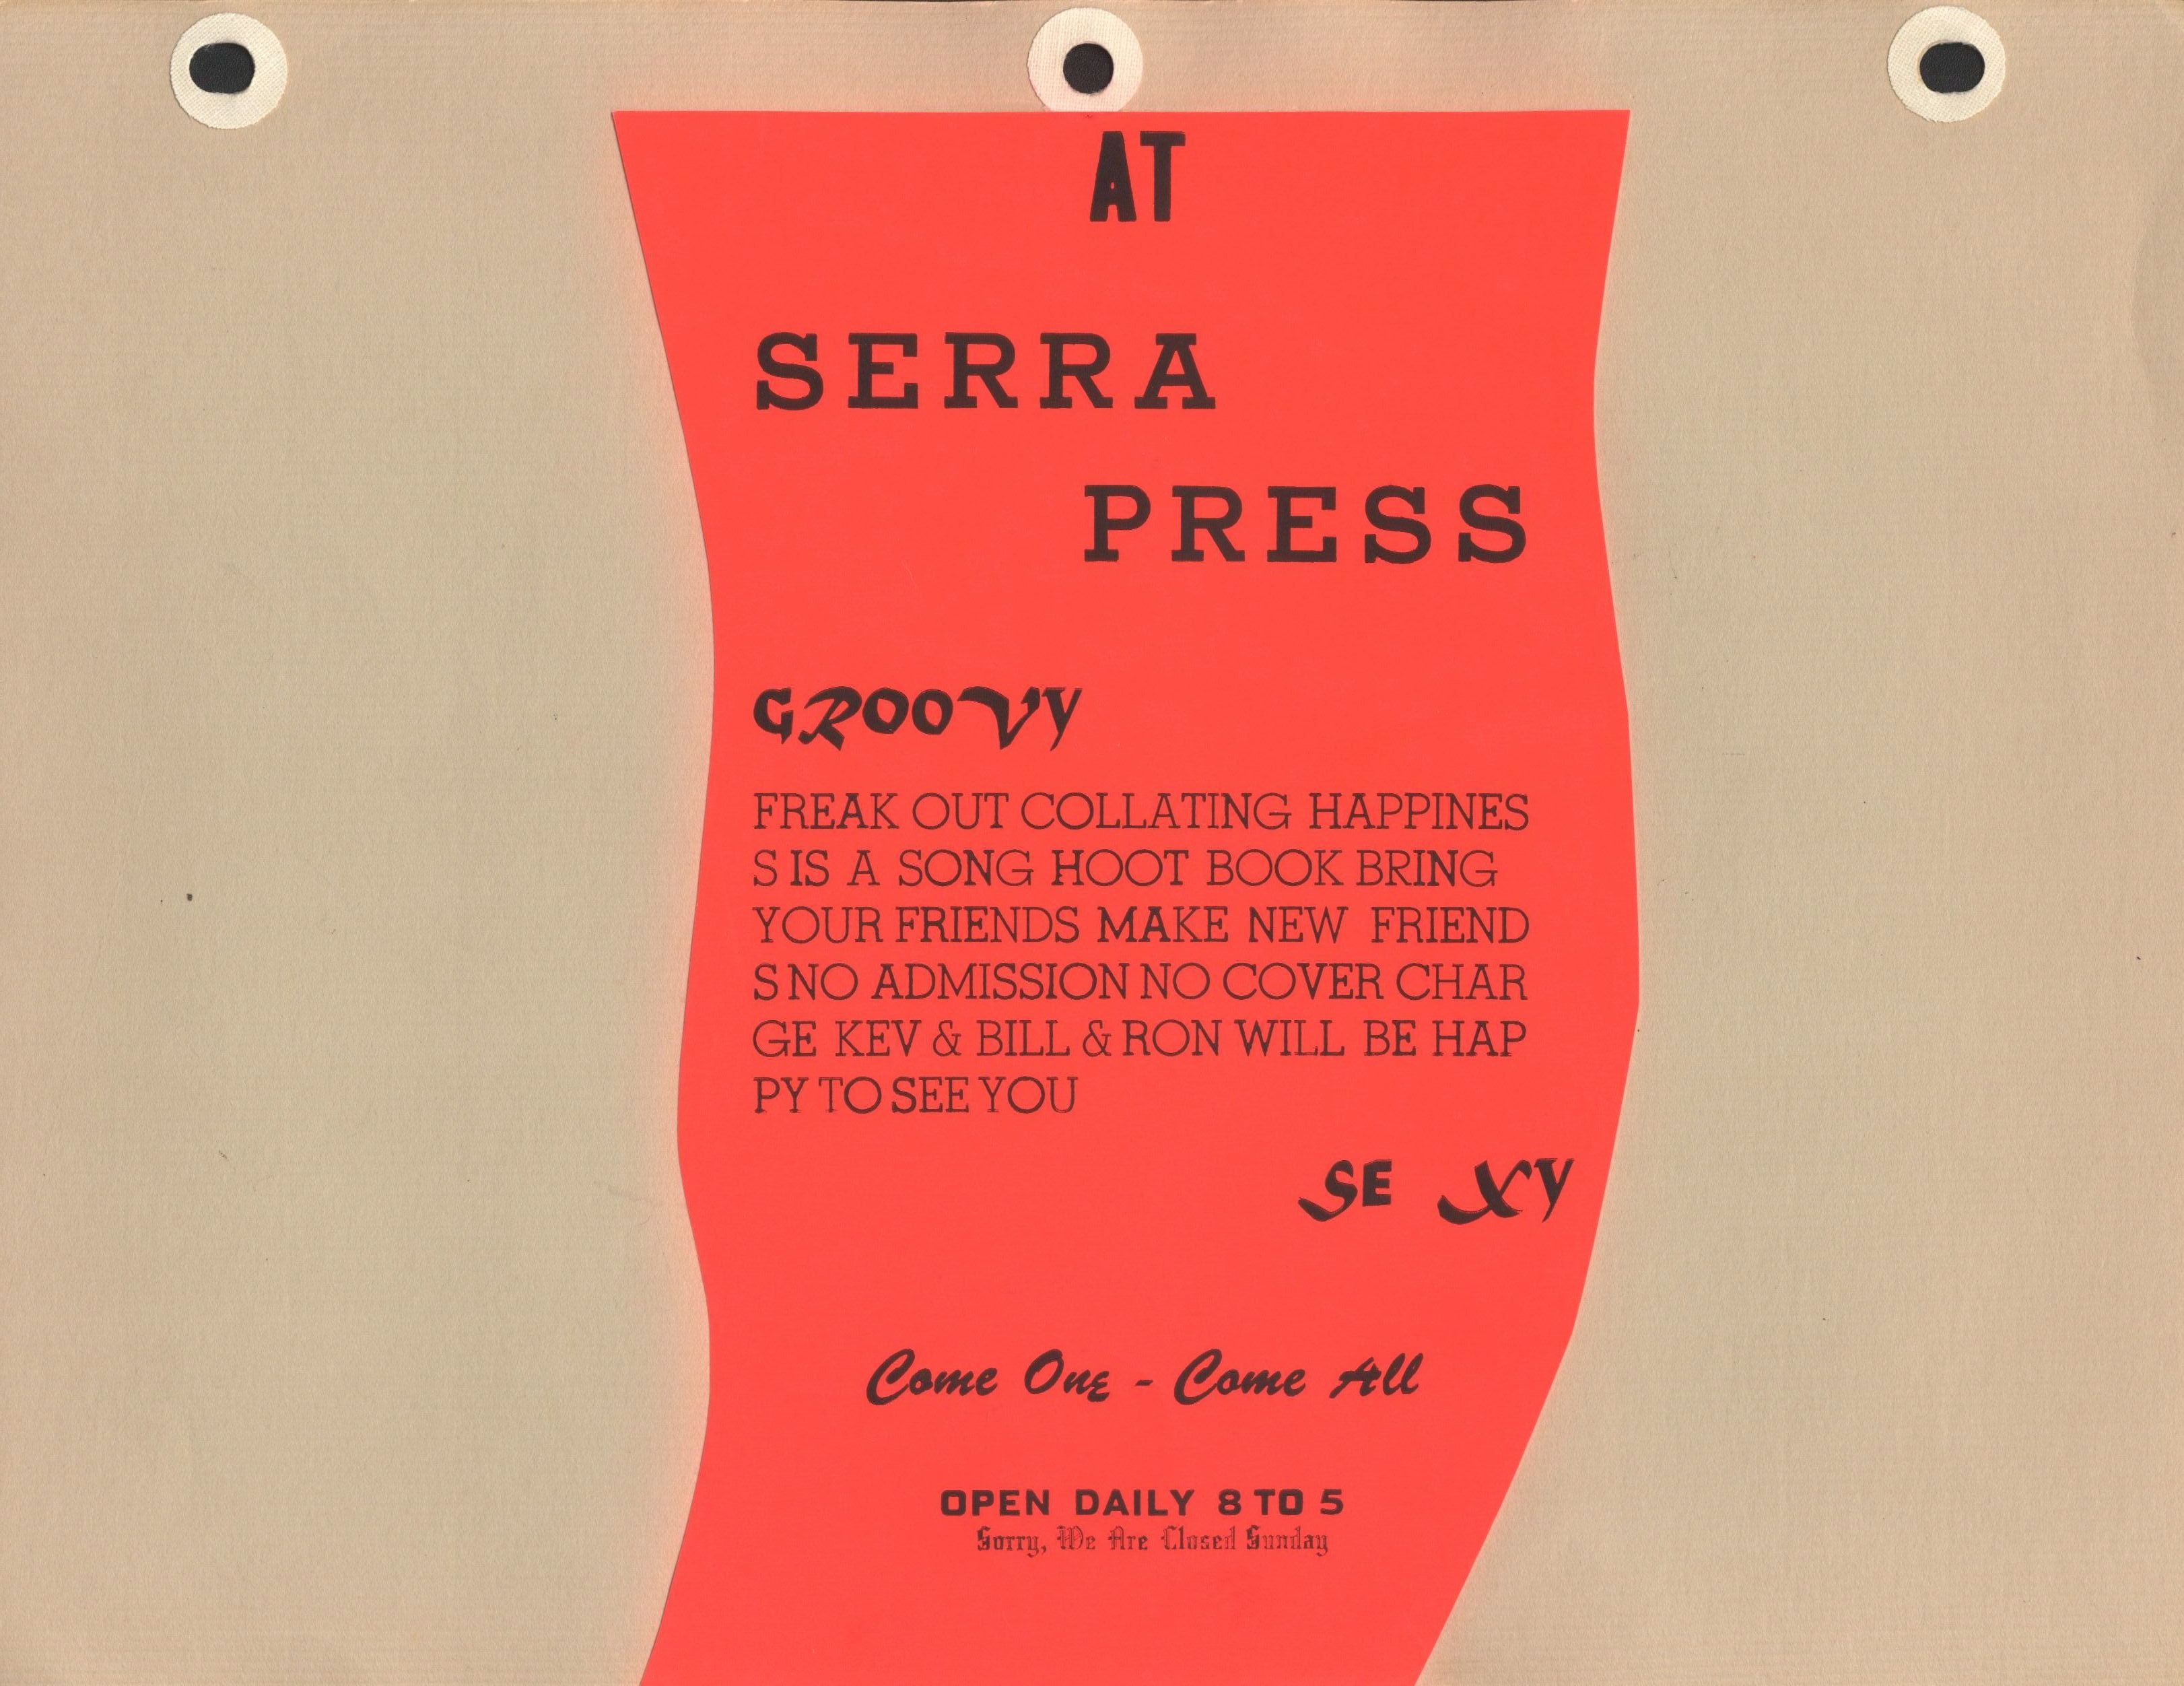 AT
SERRA
PRESS
GROOVY
FREAK OUT COLLATING HAPPINES
S IS A SONG HOOT BOOK BRING
YOUR FRIENDS MAKE NEW FRIEND
S NO ADMISSION NO COVER CHAR
GE KEV & BILL & RON WILL BE HAP
PY TO SEE YOU
SE XY
Come One - Come All
OPEN DAILY 8 TO 5
Sorry, We Are Closed Sunday